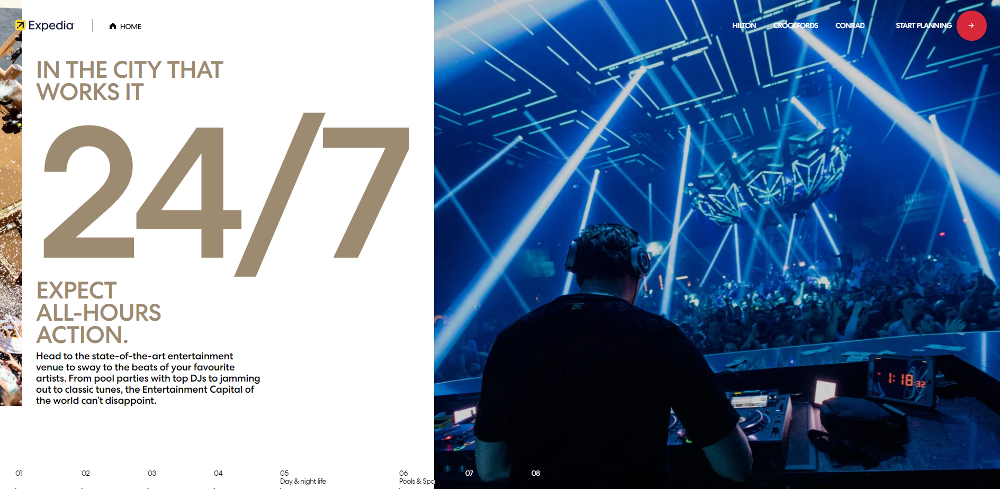 Expedia
HOME
HILTON
CROCKFORDS
CONRAD
START PLANNING
IN THE CITY THAT
WORKS IT
24/7
EXPECT
ALL-HOURS
ACTION.
Head to the state-of-the-art entertainment
venue to sway to the beats of your favourite
artists. From pool parties with top DJs to jamming
out to classic tunes, the Entertainment Capital of
the world can't disappoint.
1:18:32
01
02
03
04
05
Day & night life
06
Pools & Spa
07
08